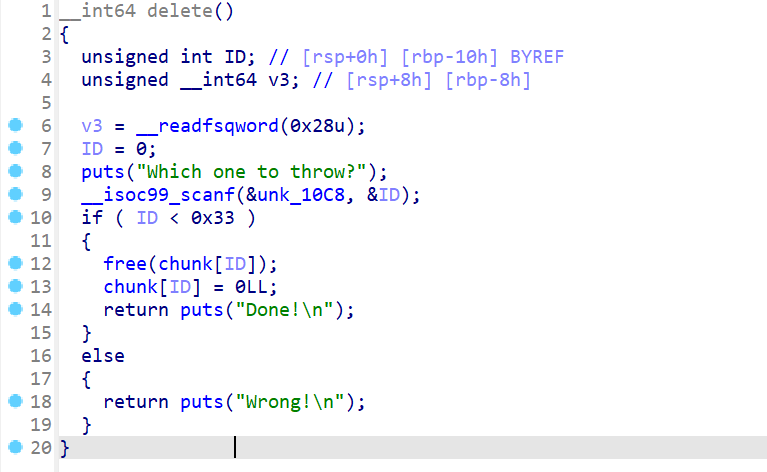 1 __int64 delete()
2 {
3 unsigned int ID; // [rsp+0h] [rbp-10h] BYREF
4 unsigned __int64 v3; // [rsp+8h] [rbp-8h]
5
6 v3 = __readfsqword(0x28u);
7 ID = 0;
8 puts("Which one to throw?");
9 __isoc99_scanf(&unk_10C8, &ID);
10 if ( ID < 0x33 )
11 {
12 free(chunk[ID]);
13 chunk[ID] = 0LL;
14 return puts("Done!\n");
15 }
16 else
17 {
18 return puts("Wrong!\n");
19 }
20 }